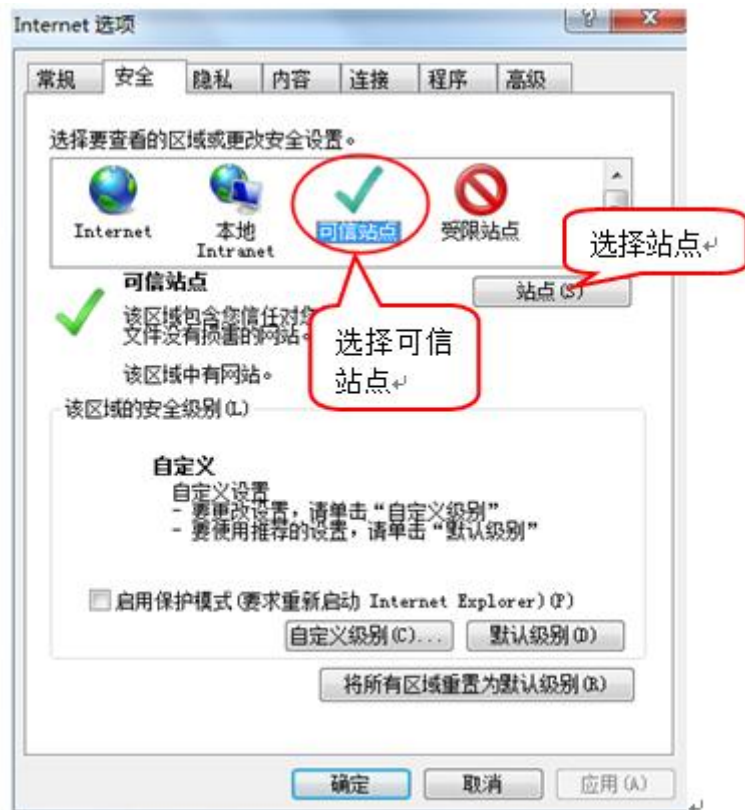 Internet 选项
常规 安全 隐私 内容 连接 程序 高级
选择要查看的区域或更改安全设置。
Internet
本地
Intranet
可信站点
受限站点
选择站点
可信站点
站点(S)
该区域包含您信任对您
文件没有损害的网站。
选择可信
站点
该区域中有网站。
该区域的安全级别(L)
自定义
自定义设置
- 要更改设置，请单击“自定义级别”
- 要使用推荐的设置，请单击“默认级别”
启用保护模式(要求重新启动 Internet Explorer)(P)
自定义级别(C)... 默认级别(D)
将所有区域重置为默认级别(R)
确定 取消 应用(A)